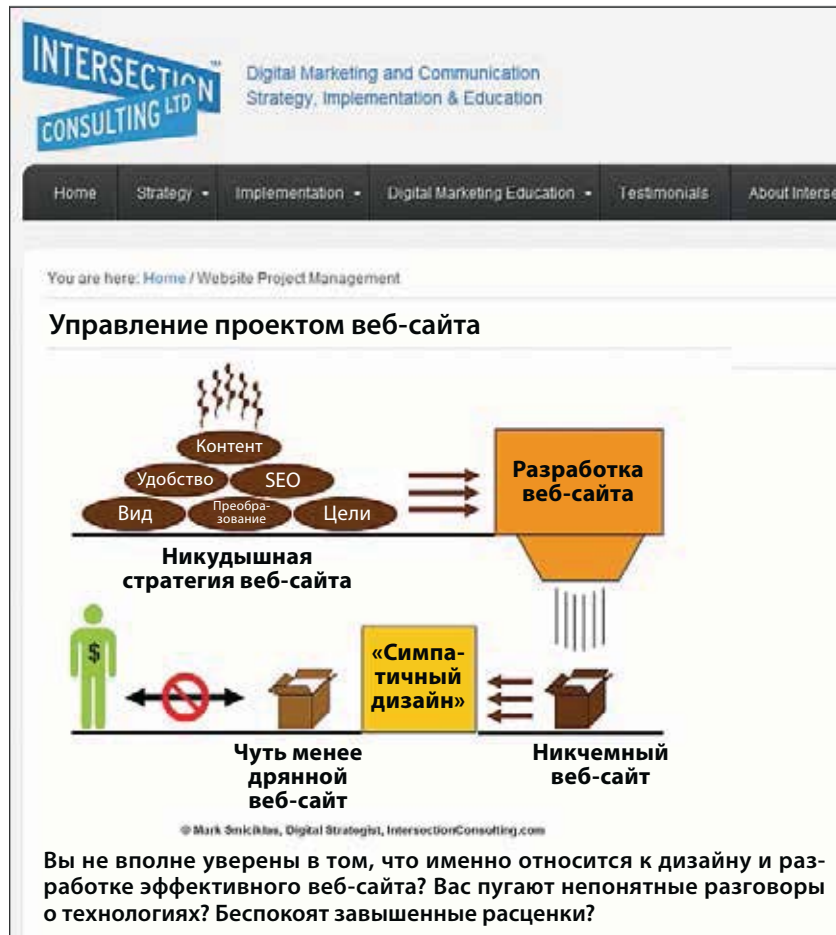 INTERSECTION
CONSULTING LTD
Digital Marketing and Communication
Strategy, Implementation & Education
Home Strategy Implementation Digital Marketing Education Testimonials About Interse
You are here: Home / Website Project Management
Управление проектом веб-сайта
Контент
Удобство SEO
Вид Преобра-
зование Цели
Разработка
веб-сайта
Никудышная
стратегия веб-сайта
$
«Симпа-
тичный
дизайн»
Чуть менее
дрянной
веб-сайт
Никчемный
веб-сайт
© Mark Smiciklas, Digital Strategist, IntersectionConsulting.com
Вы не вполне уверены в том, что именно относится к дизайну и раз-
работке эффективного веб-сайта? Вас пугают непонятные разговоры
о технологиях? Беспокоят завышенные расценки?